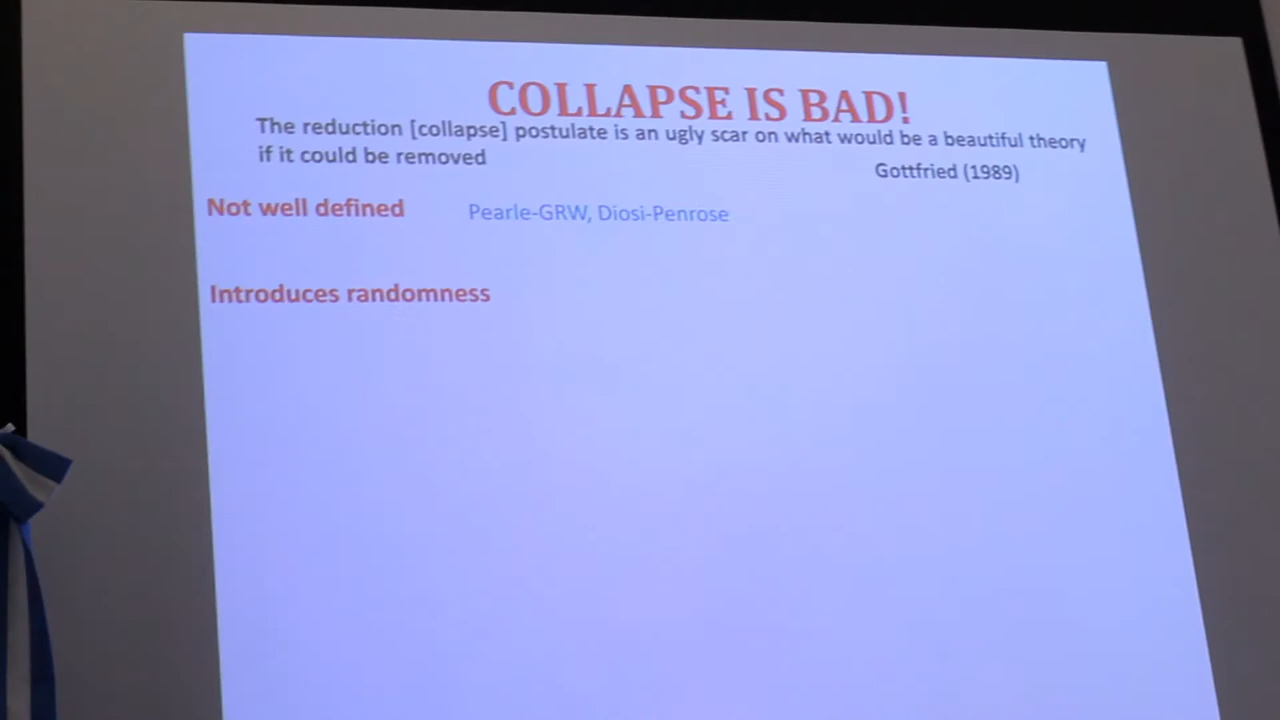 COLLAPSE IS BAD!
The reduction [collapse] postulate is an ugly scar on what would be a beautiful theory
if it could be removed
Gottfried (1989)
Not well defined Pearle-GRW, Diosi-Penrose
Introduces randomness